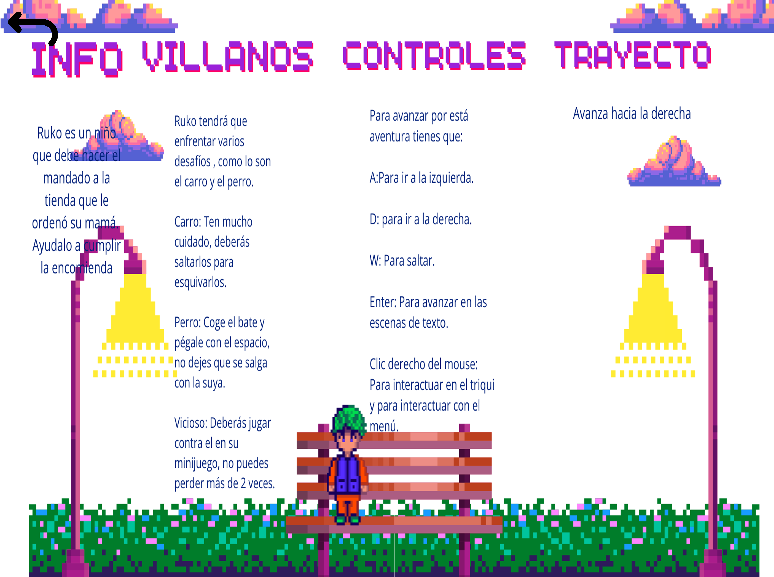 INFO VILLANOS CONTROLES TRAYECTO
Ruko es un niño
que debe hacer el
mandado a la
tienda que le
ordenó su mamá.
Ayudalo a cumplir
la encomienda
Ruko tendrá que
enfrentar varios
desafíos , como lo son
el carro y el perro.
Carro: Ten mucho
cuidado, deberás
saltarlos para
esquivarlos.
Perro: Coge el bate y
pégale con el espacio,
no dejes que se salga
con la suya.
Vicioso: Deberás jugar
contra el en su
minijuego, no puedes
perder más de 2 veces.
Para avanzar por está
aventura tienes que:
A:Para ir a la izquierda.
D: para ir a la derecha.
W: Para saltar.
Enter: Para avanzar en las
escenas de texto.
Clic derecho del mouse:
Para interactuar en el triqui
y para interactuar con el
menú.
Avanza hacia la derecha